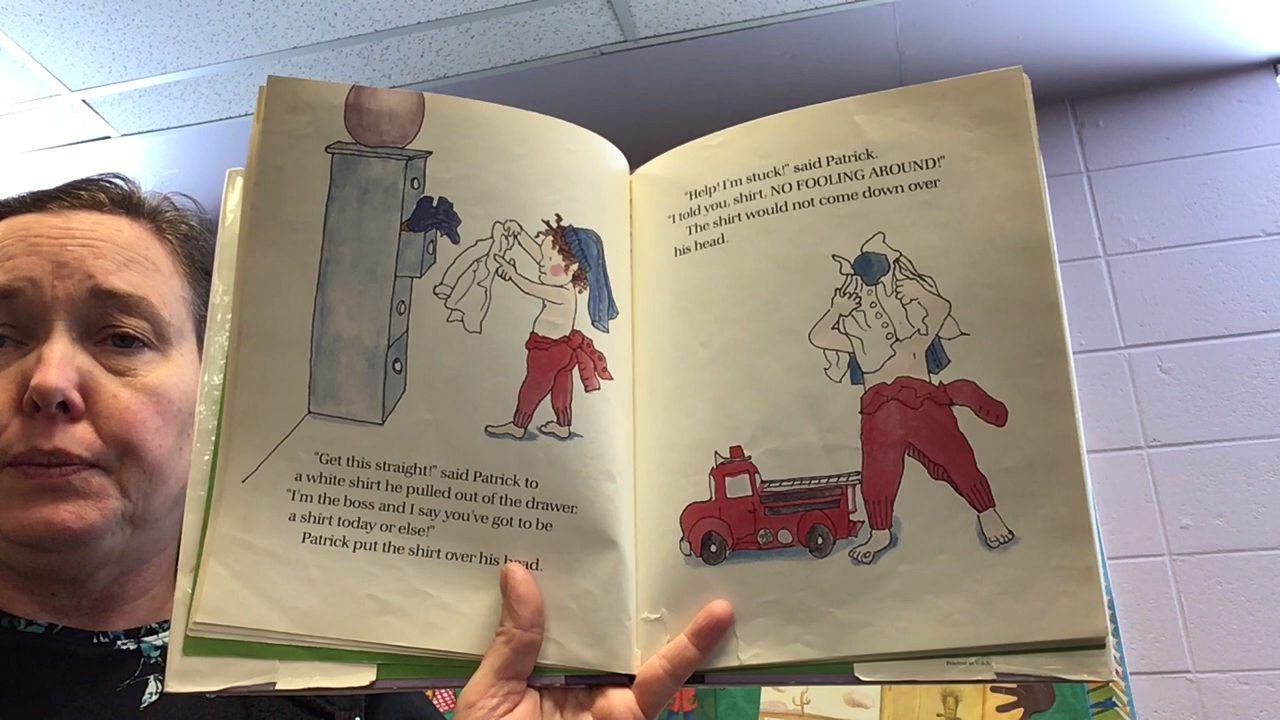 "Get this straight!" said Patrick to
a white shirt he pulled out of the drawer.
"I'm the boss and I say you've got to be
a shirt today or else!"
Patrick put the shirt over his head.
"Help! I'm stuck!" said Patrick.
"I told you, shirt, NO FOOLING AROUND!"
The shirt would not come down over
his head.
Printed in U.S.A.